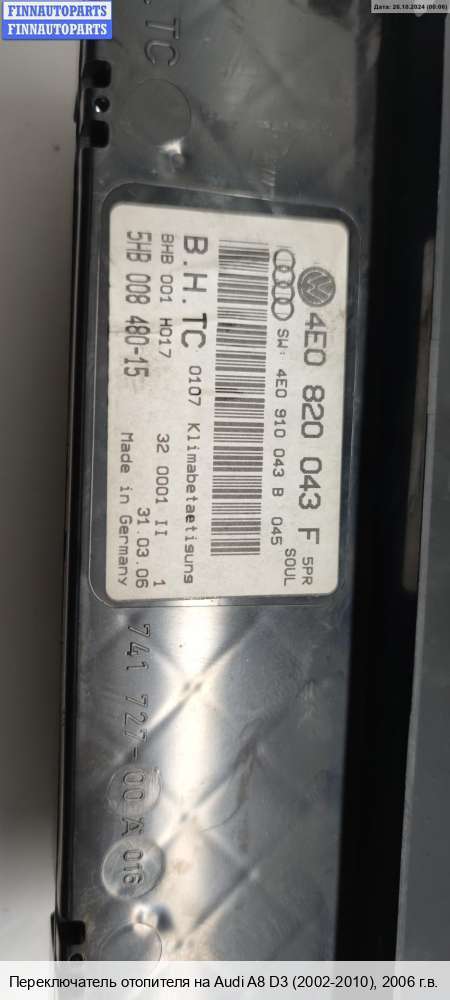 FINNAUTOPARTS
FINNAUTOPARTS
Дата: 26.10.2024 (00:06)
. TC
4E0 820 043 F 5PR
SW: 4E0 910 043 B 045 SOUL
B.H.TC 0107 Klimabetaetigung
BHB 001 H017 32 0001 II 1
5HB 008 480-15 31.03.06
Made in Germany
741 727-00 A 016
Переключатель отопителя на Audi A8 D3 (2002-2010), 2006 г.в.